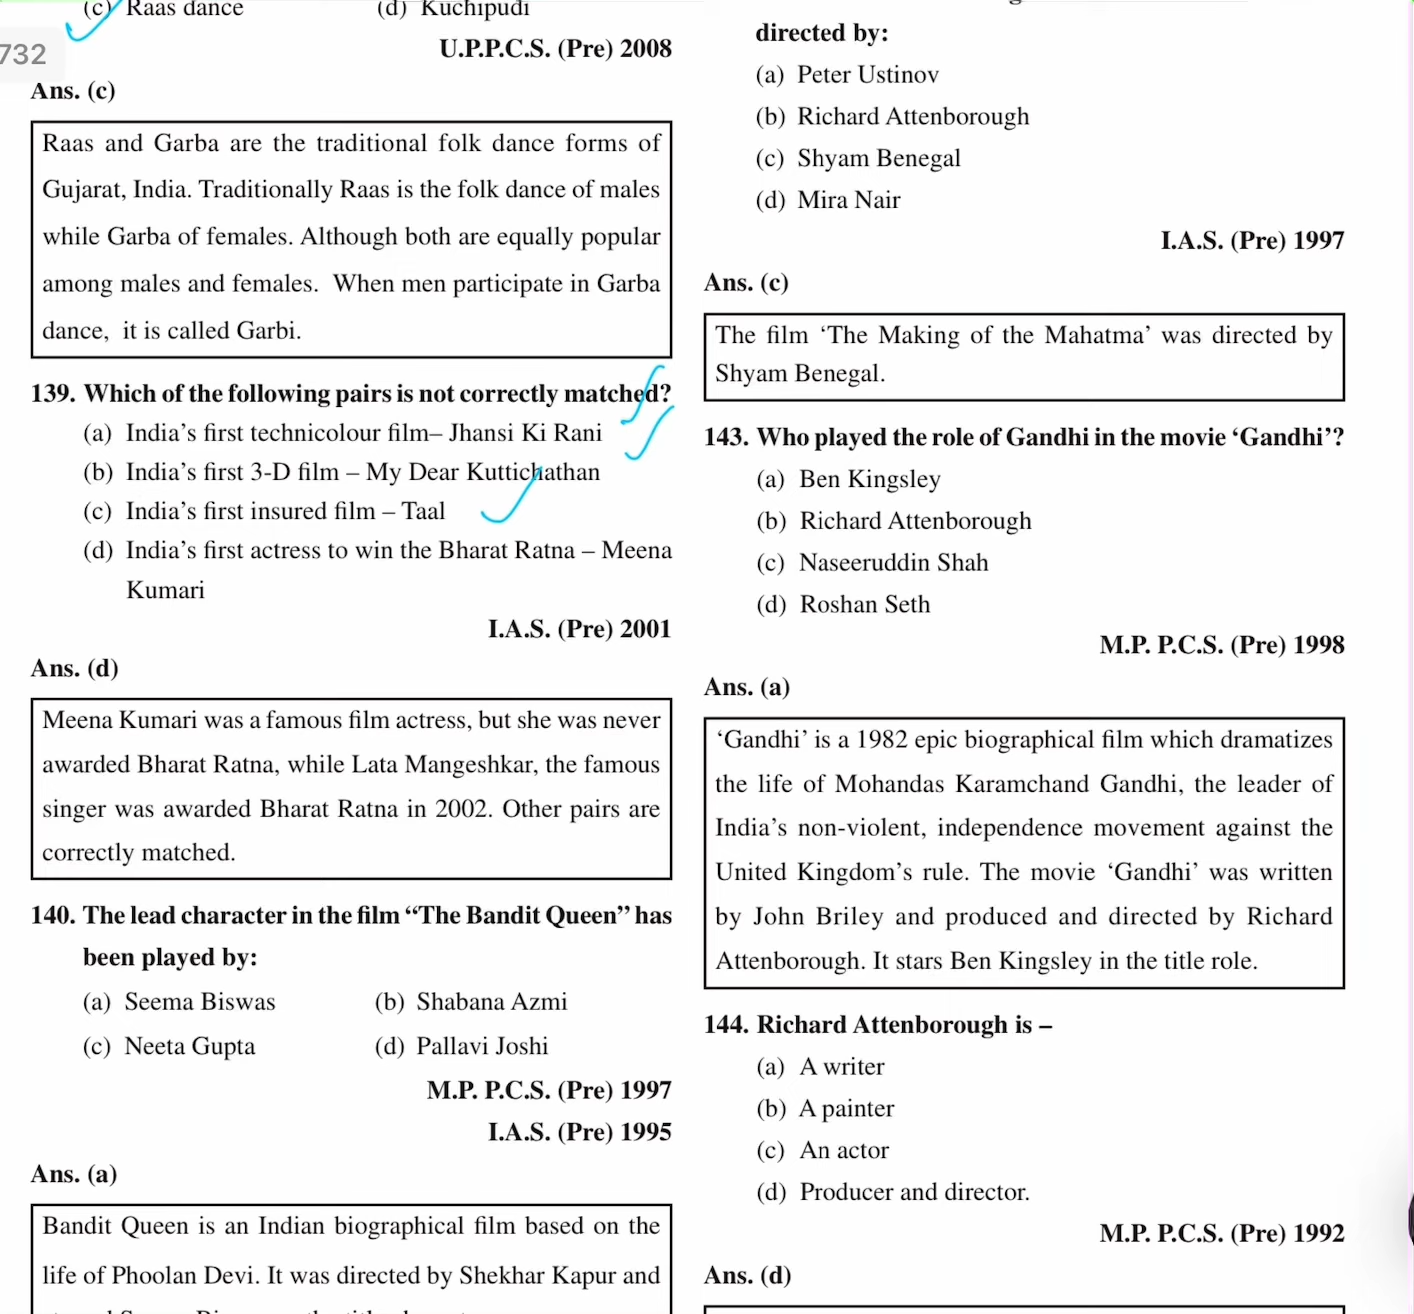 (c) Raas dance (d) Kuchipudi
732
U.P.P.C.S. (Pre) 2008
Ans. (c)
Raas and Garba are the traditional folk dance forms of
Gujarat, India. Traditionally Raas is the folk dance of males
while Garba of females. Although both are equally popular
among males and females. When men participate in Garba
dance, it is called Garbi.
139. Which of the following pairs is not correctly matched?
(a) India’s first technicolour film– Jhansi Ki Rani
(b) India’s first 3-D film – My Dear Kuttichathan
(c) India’s first insured film – Taal
(d) India’s first actress to win the Bharat Ratna – Meena
Kumari
I.A.S. (Pre) 2001
Ans. (d)
Meena Kumari was a famous film actress, but she was never
awarded Bharat Ratna, while Lata Mangeshkar, the famous
singer was awarded Bharat Ratna in 2002. Other pairs are
correctly matched.
140. The lead character in the film “The Bandit Queen” has
been played by:
(a) Seema Biswas (b) Shabana Azmi
(c) Neeta Gupta (d) Pallavi Joshi
M.P. P.C.S. (Pre) 1997
I.A.S. (Pre) 1995
Ans. (a)
Bandit Queen is an Indian biographical film based on the
life of Phoolan Devi. It was directed by Shekhar Kapur and
directed by:
(a) Peter Ustinov
(b) Richard Attenborough
(c) Shyam Benegal
(d) Mira Nair
I.A.S. (Pre) 1997
Ans. (c)
The film ‘The Making of the Mahatma’ was directed by
Shyam Benegal.
143. Who played the role of Gandhi in the movie ‘Gandhi’?
(a) Ben Kingsley
(b) Richard Attenborough
(c) Naseeruddin Shah
(d) Roshan Seth
M.P. P.C.S. (Pre) 1998
Ans. (a)
‘Gandhi’ is a 1982 epic biographical film which dramatizes
the life of Mohandas Karamchand Gandhi, the leader of
India’s non-violent, independence movement against the
United Kingdom’s rule. The movie ‘Gandhi’ was written
by John Briley and produced and directed by Richard
Attenborough. It stars Ben Kingsley in the title role.
144. Richard Attenborough is –
(a) A writer
(b) A painter
(c) An actor
(d) Producer and director.
M.P. P.C.S. (Pre) 1992
Ans. (d)